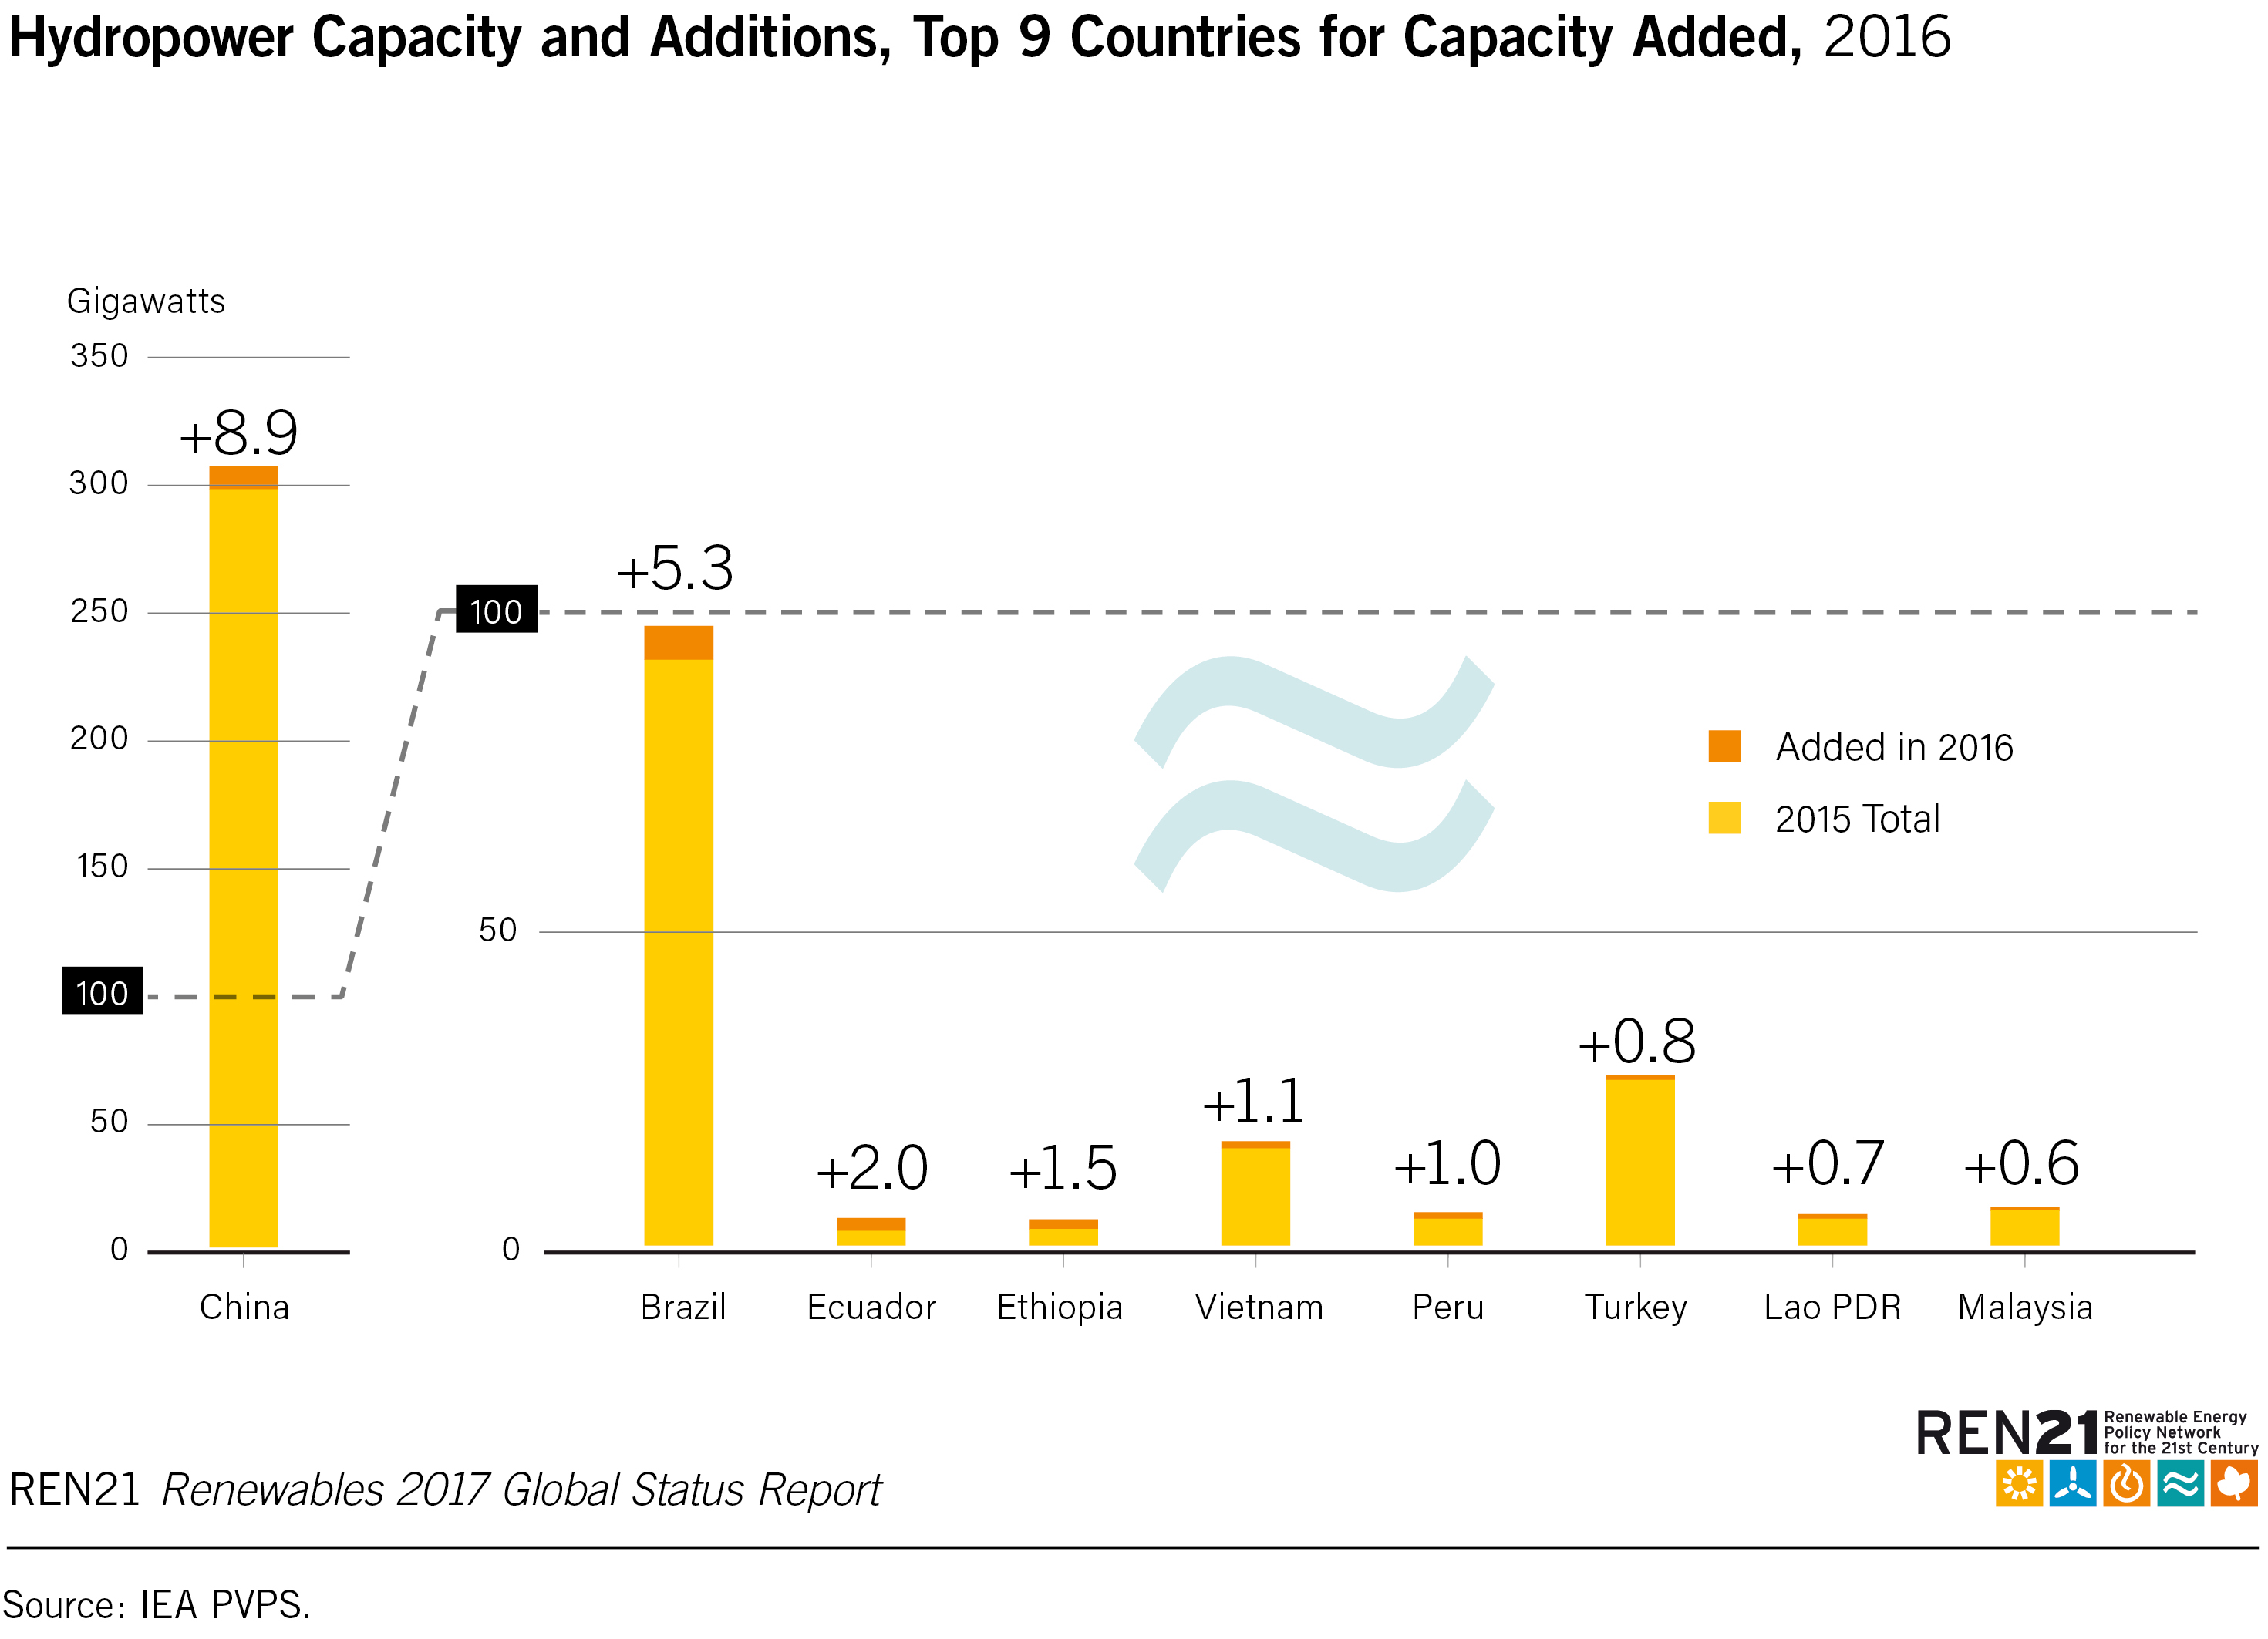 Hydropower Capacity and Additions, Top 9 Countries for Capacity Added, 2016
Gigawatts
350
300
250
200
150
100
50
0
+8.9
China
100
50
0
+5.3
+2.0
+1.5
+1.1
+1.0
+0.8
+0.7
+0.6
Added in 2016
2015 Total
Brazil
Ecuador
Ethiopia
Vietnam
Peru
Turkey
Lao PDR
Malaysia
REN21 Renewables 2017 Global Status Report
REN21
Renewable Energy
Policy Network
for the 21st Century
Source: IEA PVPS.